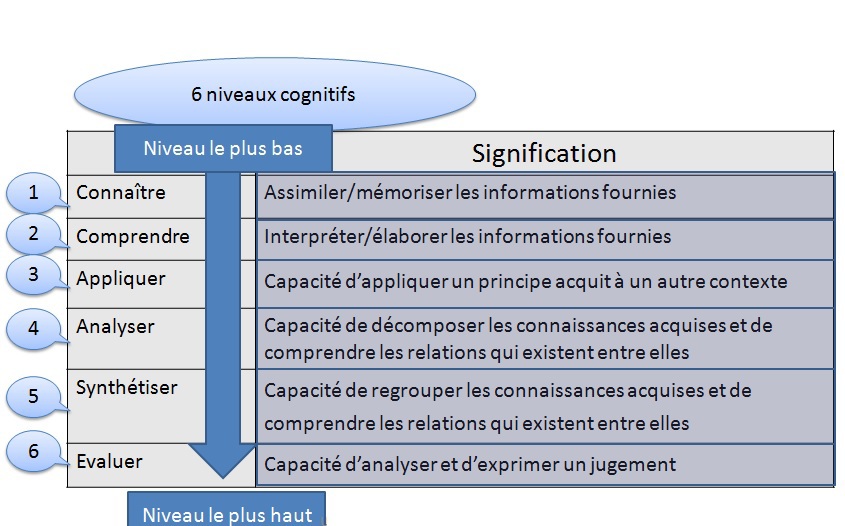 6 niveaux cognitifs
Niveau le plus bas
Signification
1
Connaître
Assimiler/mémoriser les informations fournies
2
Comprendre
Interpréter/élaborer les informations fournies
3
Appliquer
Capacité d'appliquer un principe acquit à un autre contexte
4
Analyser
Capacité de décomposer les connaissances acquises et de
comprendre les relations qui existent entre elles
5
Synthétiser
Capacité de regrouper les connaissances acquises et de
comprendre les relations qui existent entre elles
6
Evaluer
Capacité d'analyser et d'exprimer un jugement
Niveau le plus haut